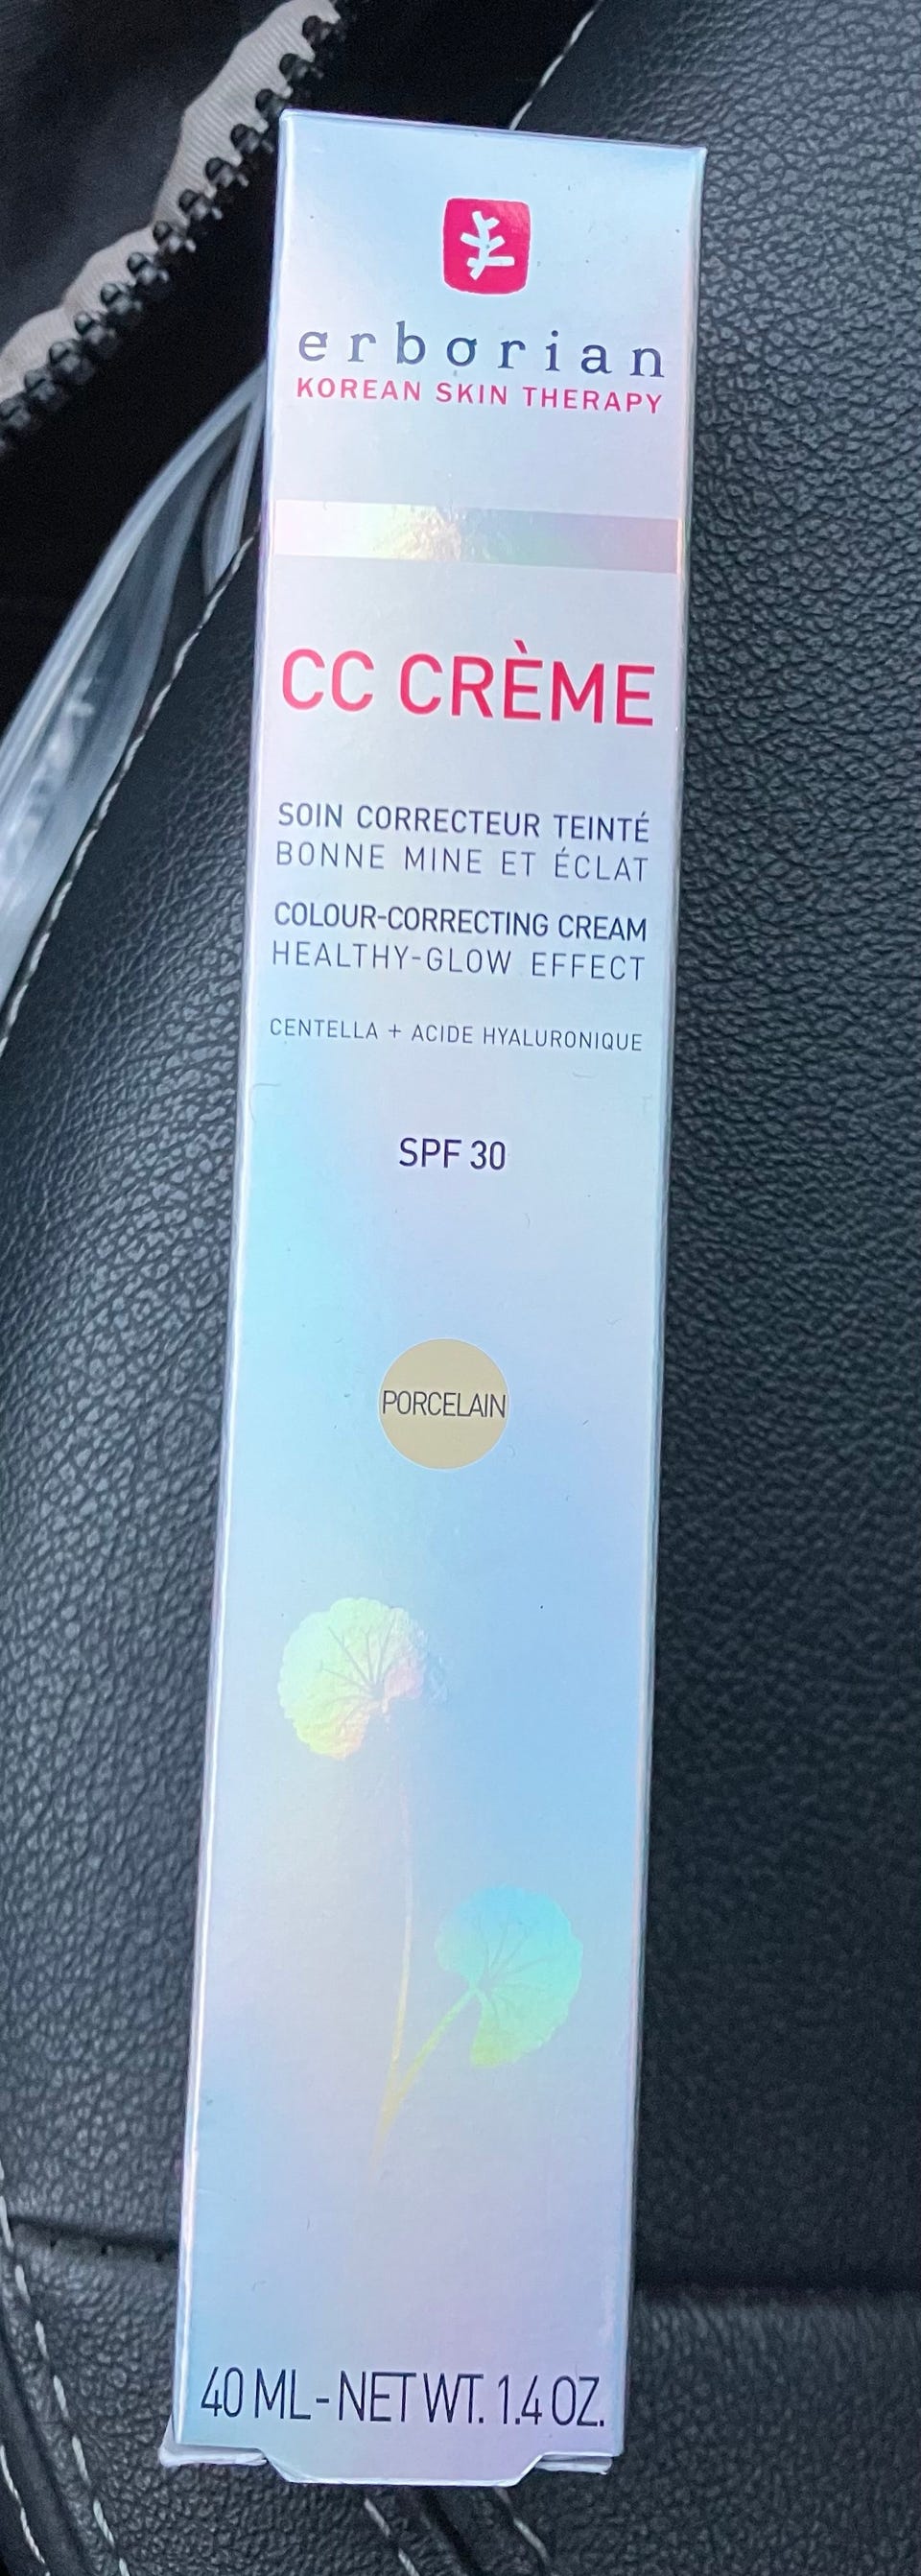 erborian
KOREAN SKIN THERAPY
CC CRÈME
SOIN CORRECTEUR TEINTÉ
BONNE MINE ET ÉCLAT
COLOUR-CORRECTING CREAM
HEALTHY-GLOW EFFECT
CENTELLA + ACIDE HYALURONIQUE
SPF 30
PORCELAIN
40 ML - NET WT. 1.4 OZ.